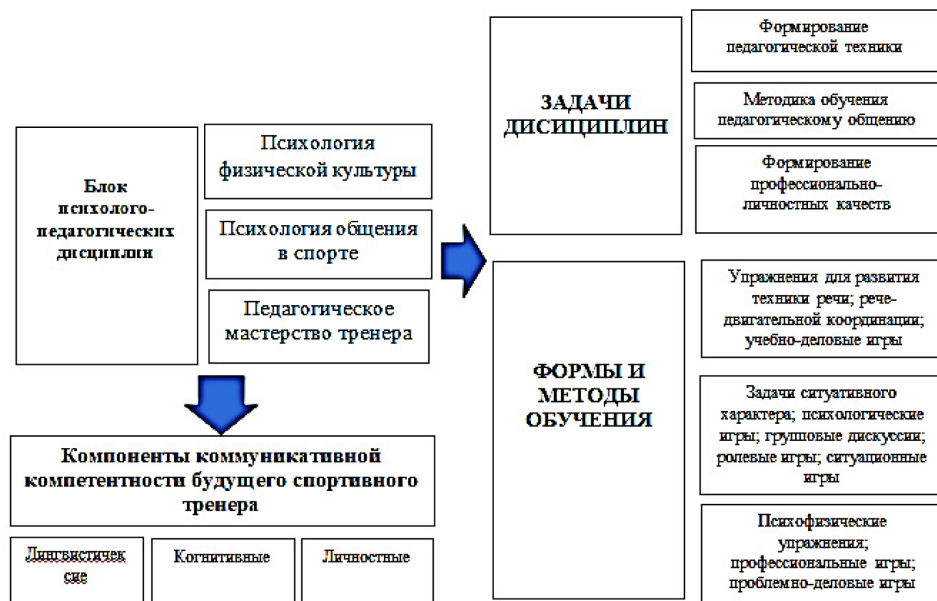 Блок
психолого-
педагогических
дисциплин
Психология
физической культуры
Психология общения
в спорте
Педагогическое
мастерство тренера
Компоненты коммуникативной
компетентности будущего спортивного
тренера
Лингвистичек
сие
Когнитивные
Личностные
ЗАДАЧИ
ДИСИЦИПЛИН
Формирование
педагогической техники
Методика обучения
педагогическому общению
Формирование
профессионально-
личностных качеств
ФОРМЫ И
МЕТОДЫ
ОБУЧЕНИЯ
Упражнения для развития
техники речи; рече-
двигательной координации;
учебно-деловые игры
Задачи ситуативного
характера; психологические
игры; групповые дискуссии;
ролевые игры; ситуационные
игры
Психофизические
упражнения;
профессиональные игры;
проблемно-деловые игры